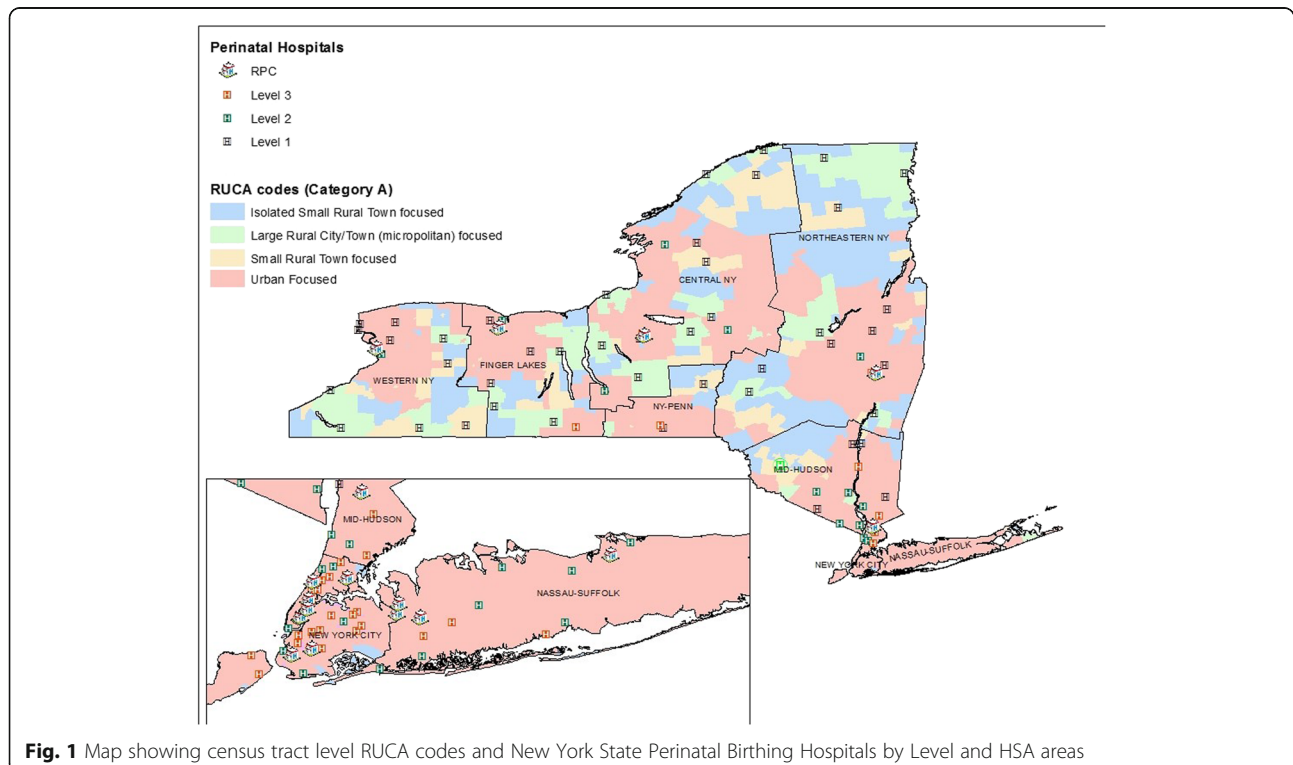 Perinatal Hospitals
RPC
Level 3
Level 2
Level 1
RUCA codes (Category A)
Isolated Small Rural Town focused
Large Rural City/Town (micropolitan) focused
Small Rural Town focused
Urban Focused
NORTHEASTERN NY
CENTRAL NY
FINGER LAKES
WESTERN NY
NY-PENN
MID-HUDSON
NASSAU-SUFFOLK
NEW YORK CITY
MID-HUDSON
NASSAU-SUFFOLK
NEW YORK CITY
Fig. 1 Map showing census tract level RUCA codes and New York State Perinatal Birthing Hospitals by Level and HSA areas